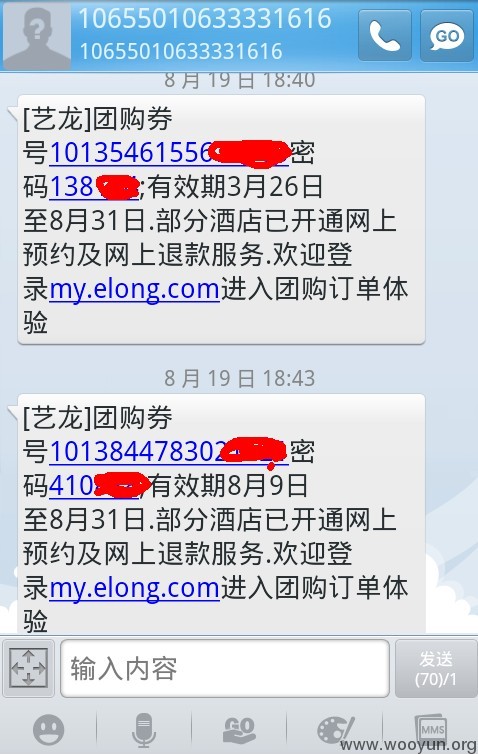 10655010633331616
10655010633331616
GO
8月19日 18:40
[艺龙]团购券
号10135461556密
码138;有效期3月26日
至8月31日.部分酒店已开通网上
预约及网上退款服务.欢迎登
录my.elong.com进入团购订单体
验
8月19日 18:43
[艺龙]团购券
号101384478302密
码410;有效期8月9日
至8月31日.部分酒店已开通网上
预约及网上退款服务.欢迎登
录my.elong.com进入团购订单体
验
输入内容
发送
(70)/1
GO
MMS
www.wooyun.org